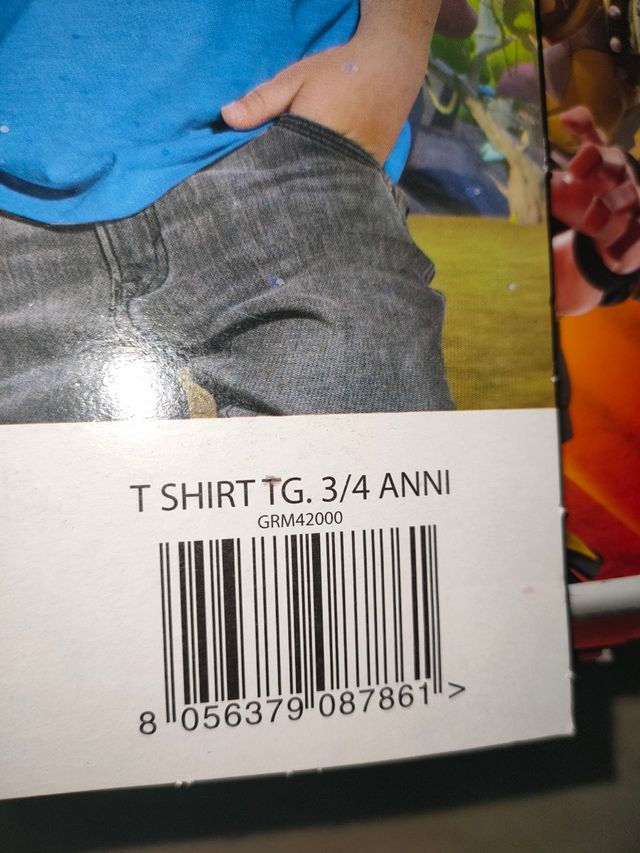 T SHIRT TG. 3/4 ANNI
GRM42000
8 056379 087861 >